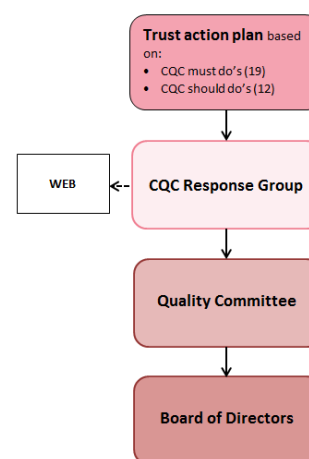 Trust action plan based
on:
• CQC must do's (19)
• CQC should do's (12)
WEB
CQC Response Group
Quality Committee
Board of Directors